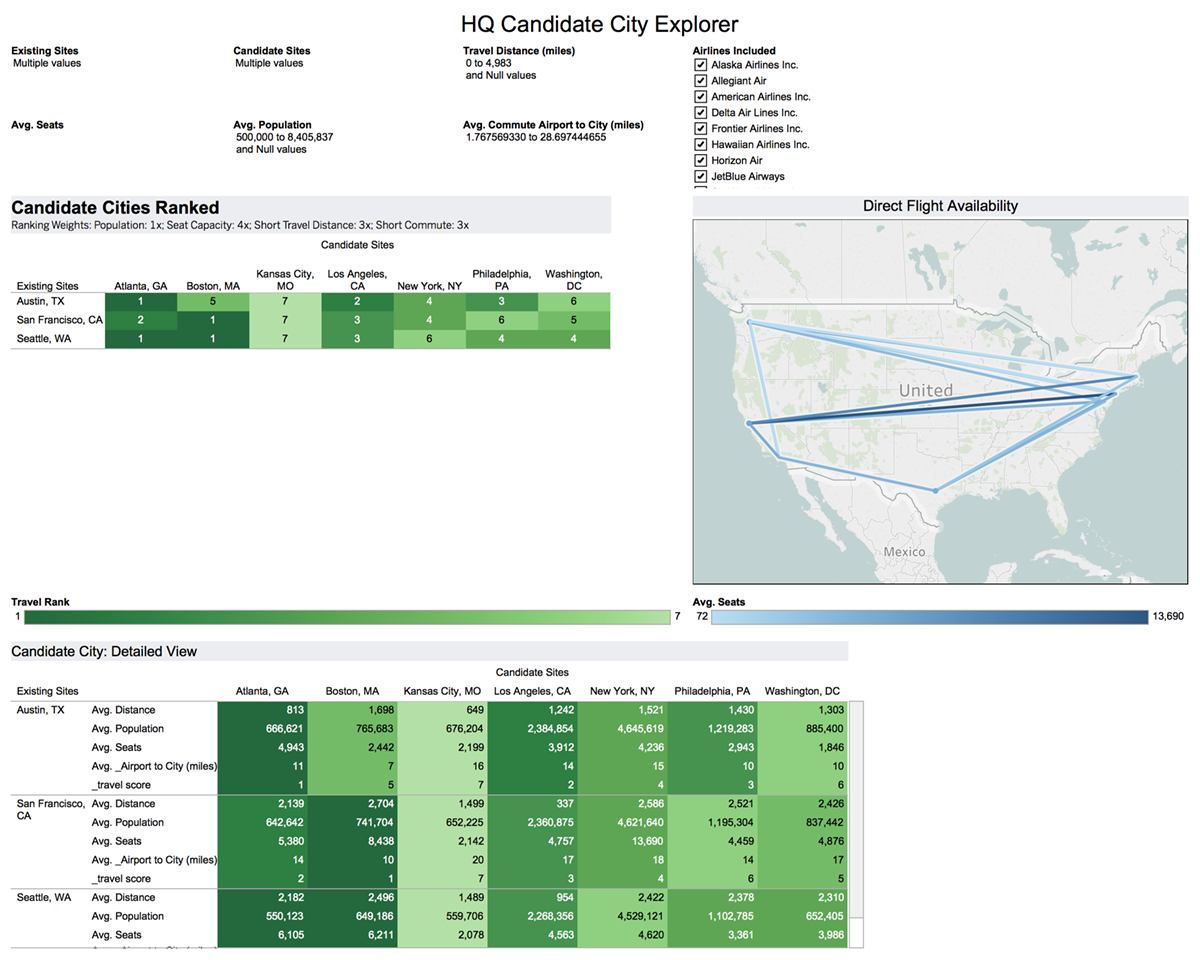 HQ Candidate City Explorer
Existing Sites
Multiple values
Candidate Sites
Multiple values
Travel Distance (miles)
0 to 4,983
and Null values
Airlines Included
Alaska Airlines Inc.
Allegiant Air
American Airlines Inc.
Delta Air Lines Inc.
Frontier Airlines Inc.
Hawaiian Airlines Inc.
Horizon Air
JetBlue Airways
Avg. Seats
Avg. Population
500,000 to 8,405,837
and Null values
Avg. Commute Airport to City (miles)
1.767569330 to 28.697444655
Candidate Cities Ranked
Ranking Weights: Population: 1x; Seat Capacity: 4x; Short Travel Distance: 3x; Short Commute: 3x
Candidate Sites
Existing Sites Atlanta, GA Boston, MA Kansas City, MO Los Angeles, CA New York, NY Philadelphia, PA Washington, DC
Austin, TX 1 5 7 2 4 3 6
San Francisco, CA 2 1 7 3 4 6 5
Seattle, WA 1 1 7 3 6 4 4
Direct Flight Availability
United
Mexico
Travel Rank
1 7
Avg. Seats
72 13,690
Candidate City: Detailed View
Candidate Sites
Existing Sites Atlanta, GA Boston, MA Kansas City, MO Los Angeles, CA New York, NY Philadelphia, PA Washington, DC
Austin, TX Avg. Distance 813 1,698 649 1,242 1,521 1,430 1,303
Avg. Population 666,621 765,683 676,204 2,384,854 4,645,619 1,219,283 885,400
Avg. Seats 4,943 2,442 2,199 3,912 4,236 2,943 1,846
Avg. _Airport to City (miles) 11 7 16 14 15 10 10
_travel score 1 5 7 2 4 3 6
San Francisco, CA Avg. Distance 2,139 2,704 1,499 337 2,586 2,521 2,426
Avg. Population 642,642 741,704 652,225 2,360,875 4,621,640 1,195,304 837,442
Avg. Seats 5,380 8,438 2,142 4,757 13,690 4,459 4,876
Avg. _Airport to City (miles) 14 10 20 17 18 14 17
_travel score 2 1 7 3 4 6 5
Seattle, WA Avg. Distance 2,182 2,496 1,489 954 2,422 2,378 2,310
Avg. Population 550,123 649,186 559,706 2,268,356 4,529,121 1,102,785 652,405
Avg. Seats 6,105 6,211 2,078 4,563 4,620 3,361 3,986